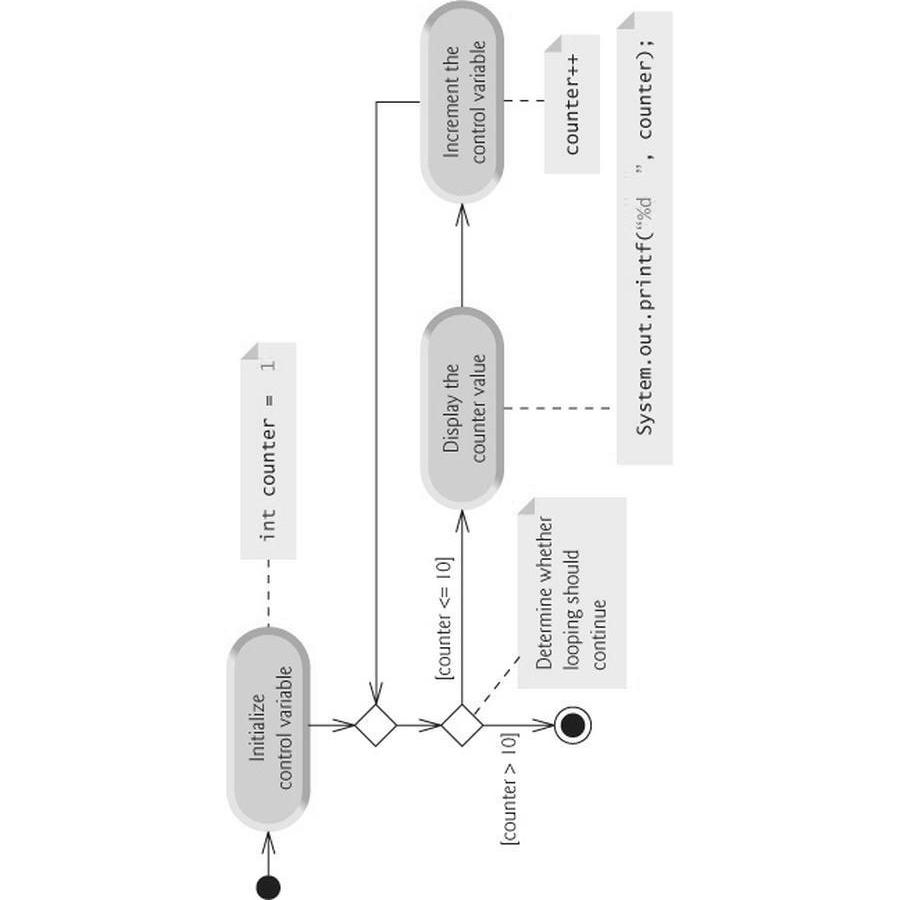 Initialize
control variable
int counter = 1
[counter <= 10]
Display the
counter value
Increment the
control variable
counter++
Determine whether
looping should
continue
[counter > 10]
System.out.printf(“%d ”, counter);